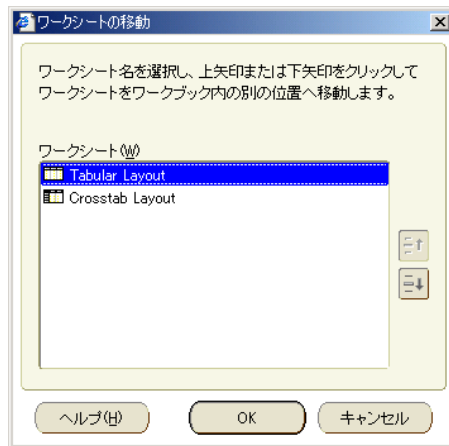 ワークシートの移動
ワークシート名を選択し、上矢印または下矢印をクリックして
ワークシートをワークブック内の別の位置へ移動します。
ワークシート(W)
Tabular Layout
Crosstab Layout
ヘルプ(H)
OK
キャンセル